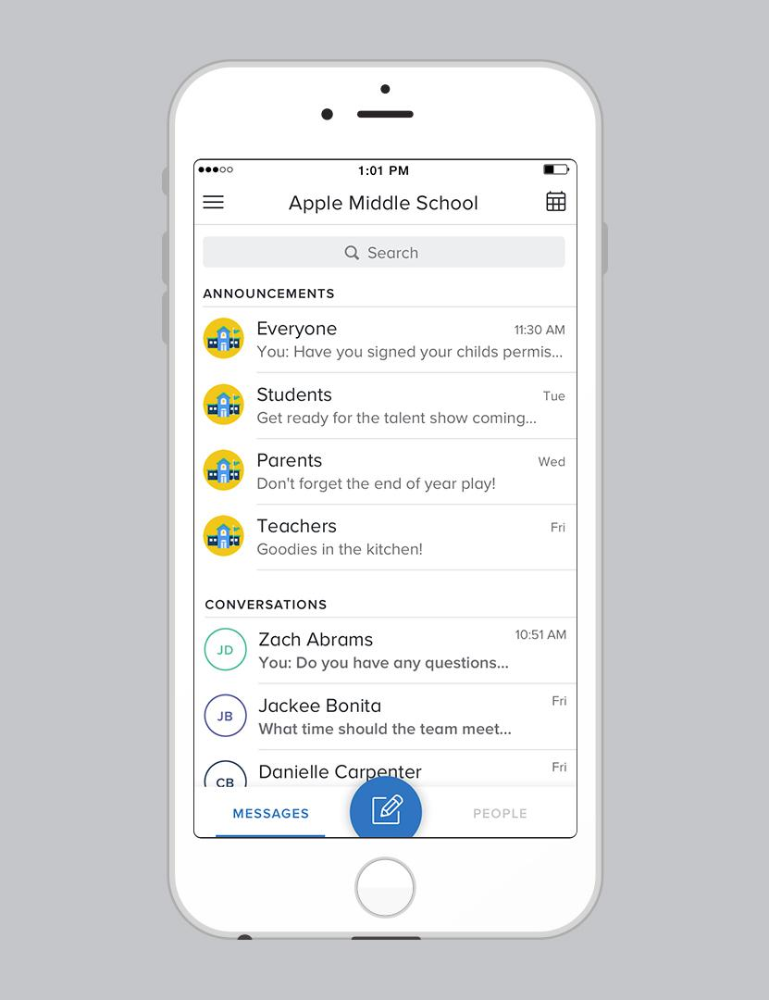 1:01 PM
Apple Middle School
Search
ANNOUNCEMENTS
Everyone 11:30 AM
You: Have you signed your childs permis...
Students Tue
Get ready for the talent show coming...
Parents Wed
Don't forget the end of year play!
Teachers Fri
Goodies in the kitchen!
CONVERSATIONS
JD Zach Abrams 10:51 AM
You: Do you have any questions...
JB Jackee Bonita Fri
What time should the team meet...
CB Danielle Carpenter Fri
MESSAGES PEOPLE